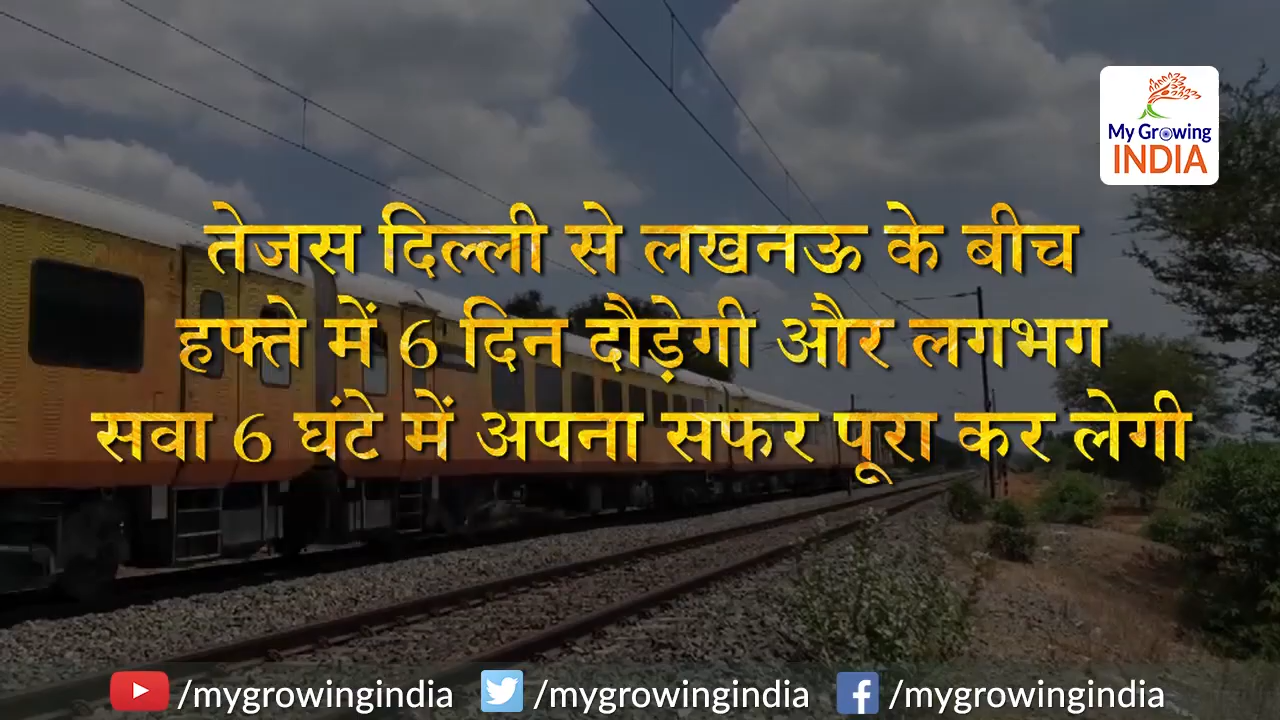 My Growing
INDIA
तेजस दिल्ली से लखनऊ के बीच
हफ्ते में 6 दिन दौड़ेगी और लगभग
सवा 6 घंटे में अपना सफर पूरा कर लेगी
/mygrowingindia /mygrowingindia /mygrowingindia